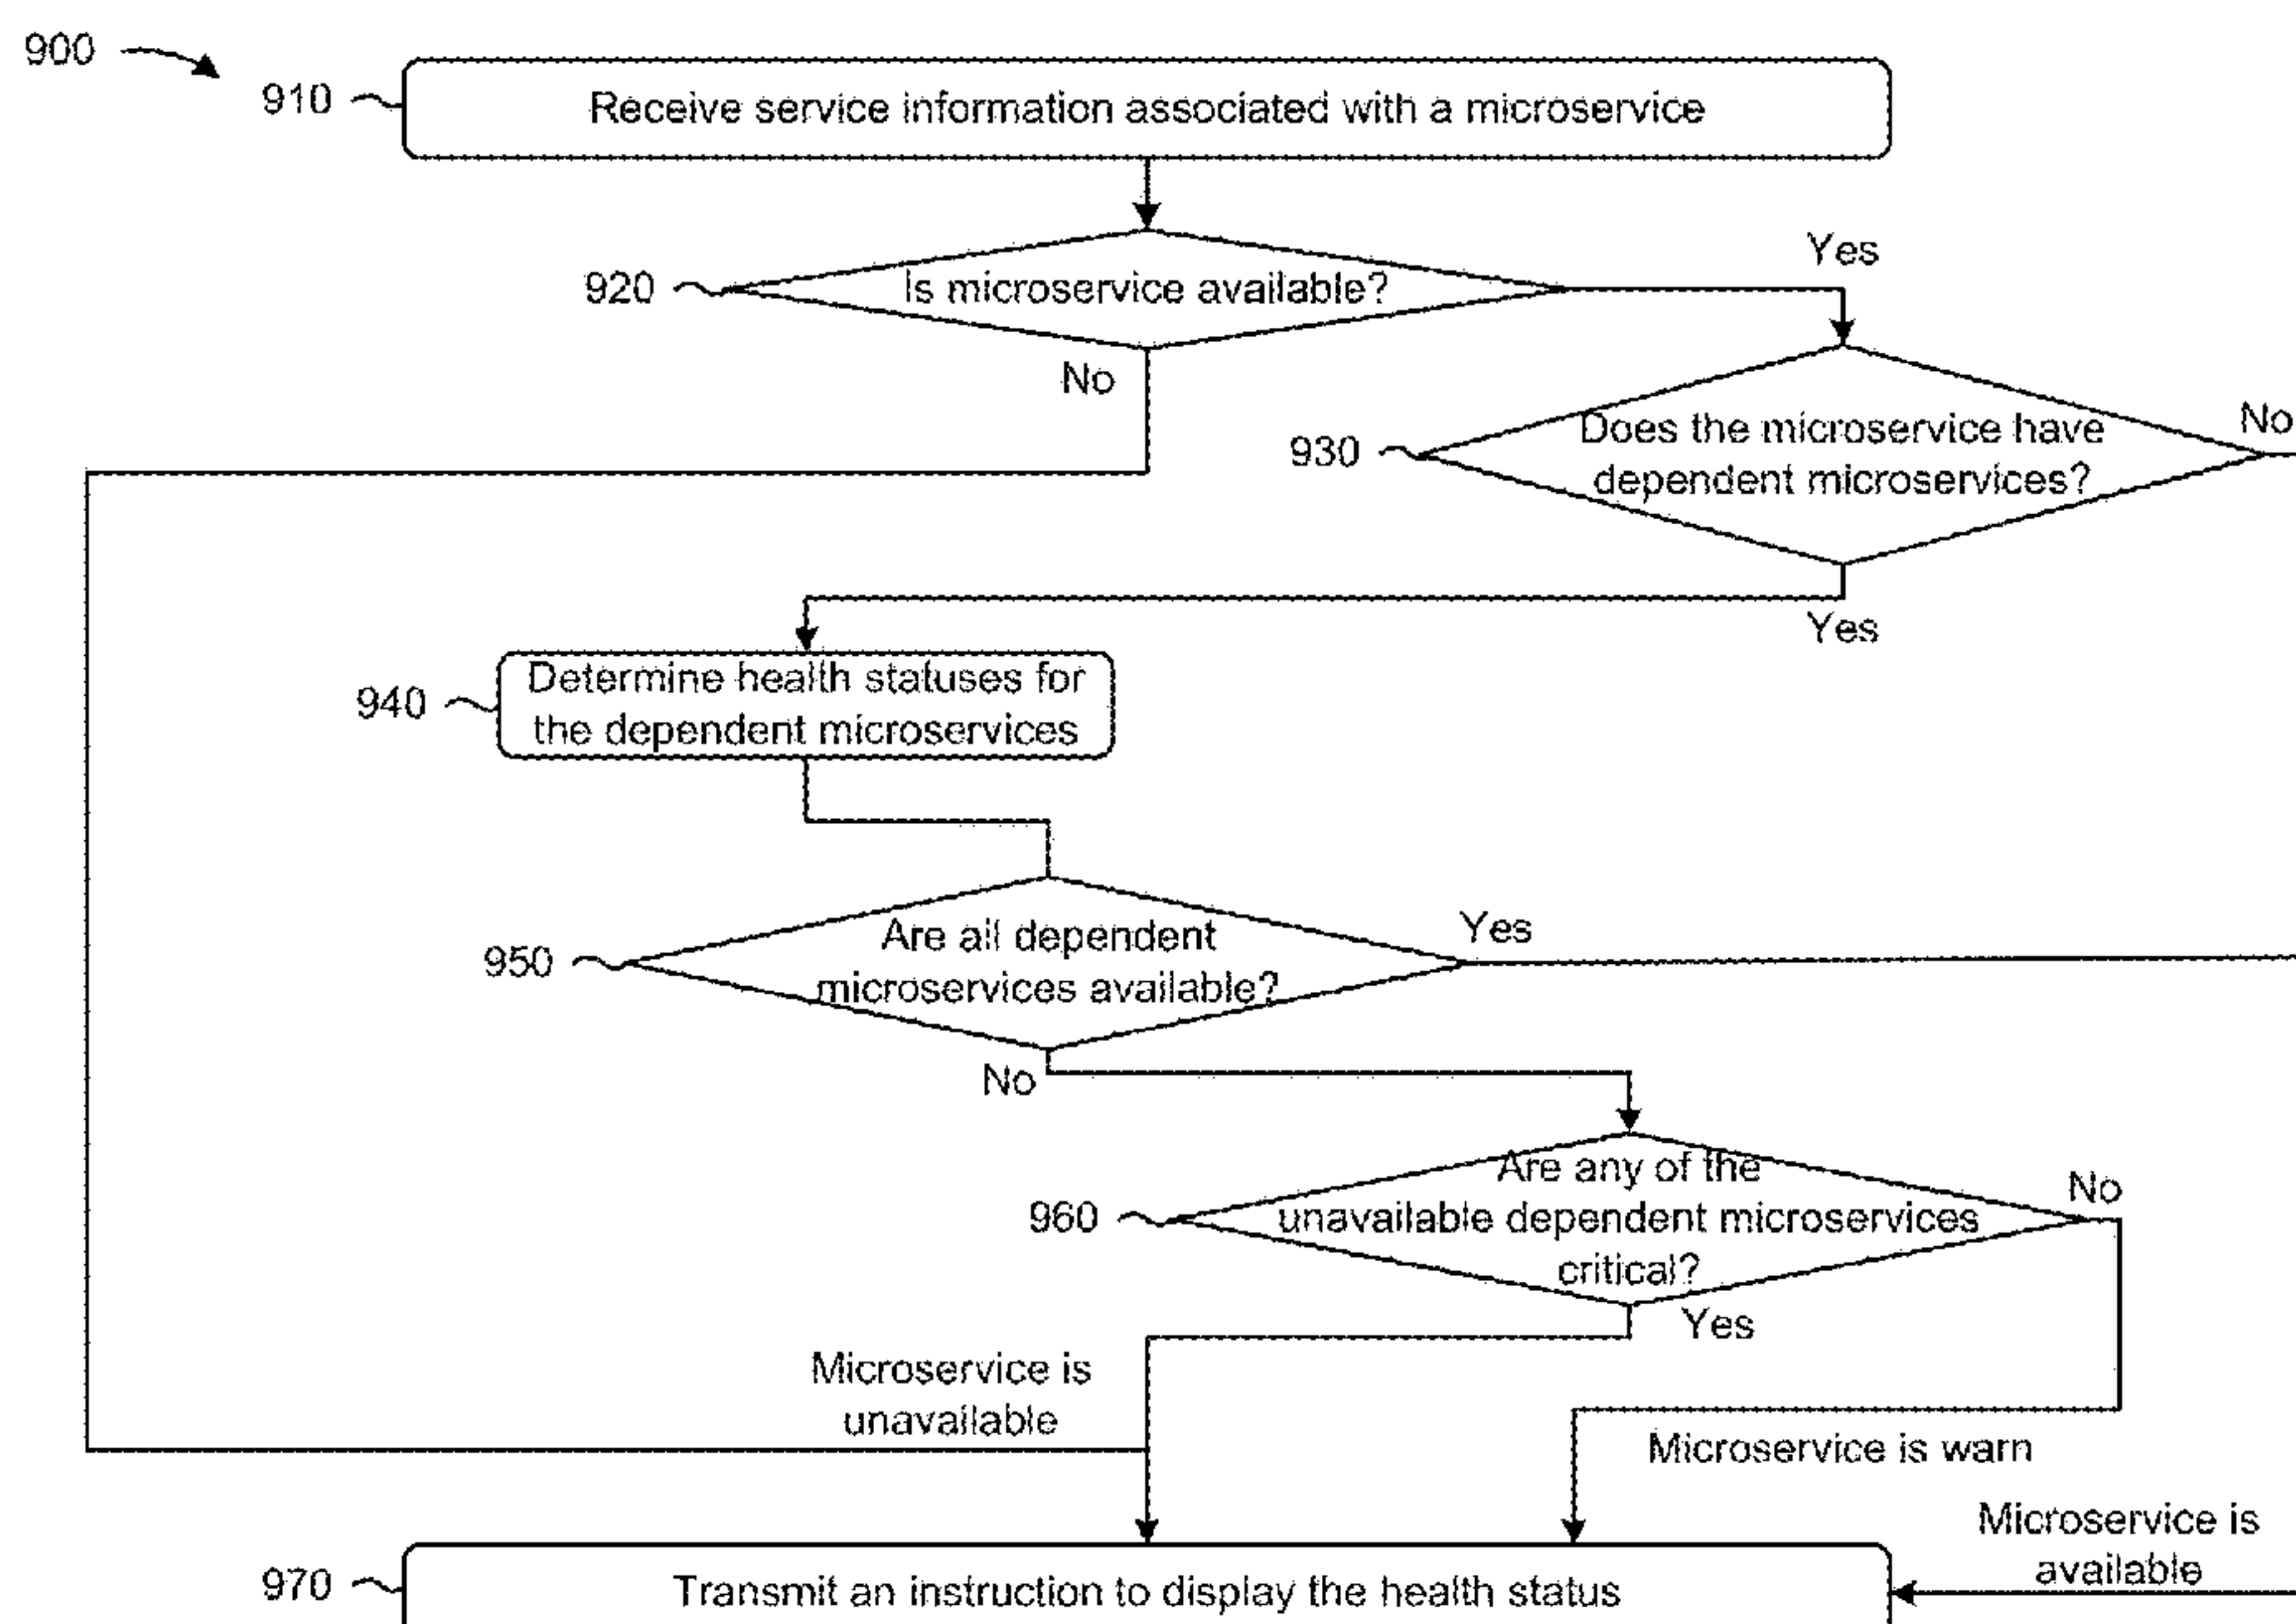 900
910
Receive service information associated with a microservice
920
Is microservice available?
Yes
No
930
Does the microservice have
dependent microservices?
No
Yes
940
Determine health statuses for
the dependent microservices
950
Are all dependent
microservices available?
Yes
No
960
Are any of the
unavailable dependent microservices
critical?
No
Yes
Microservice is
unavailable
Microservice is warn
Microservice is
available
970
Transmit an instruction to display the health status